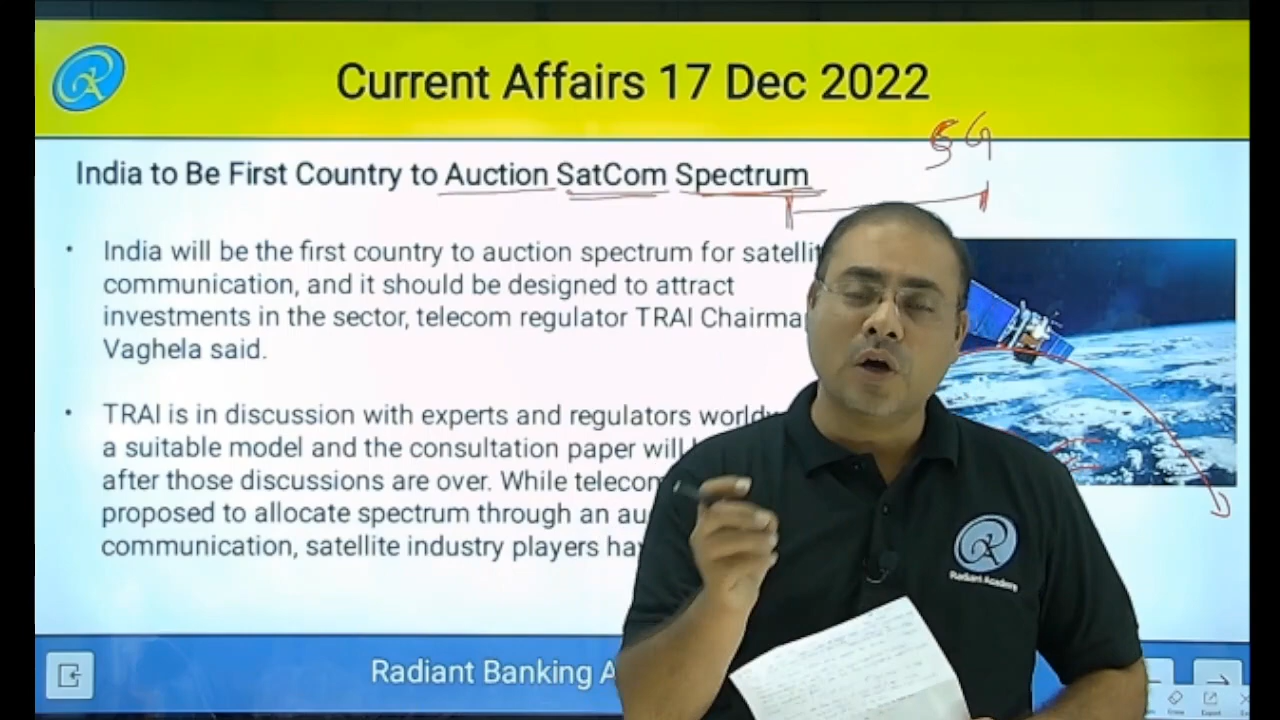 Current Affairs 17 Dec 2022
5G
India to Be First Country to Auction SatCom Spectrum
• India will be the first country to auction spectrum for satellit
communication, and it should be designed to attract
investments in the sector, telecom regulator TRAI Chairma
Vaghela said.
• TRAI is in discussion with experts and regulators worldw
a suitable model and the consultation paper will
after those discussions are over. While telecom
proposed to allocate spectrum through an au
communication, satellite industry players ha
Radiant Academy
Radiant Banking A
Export